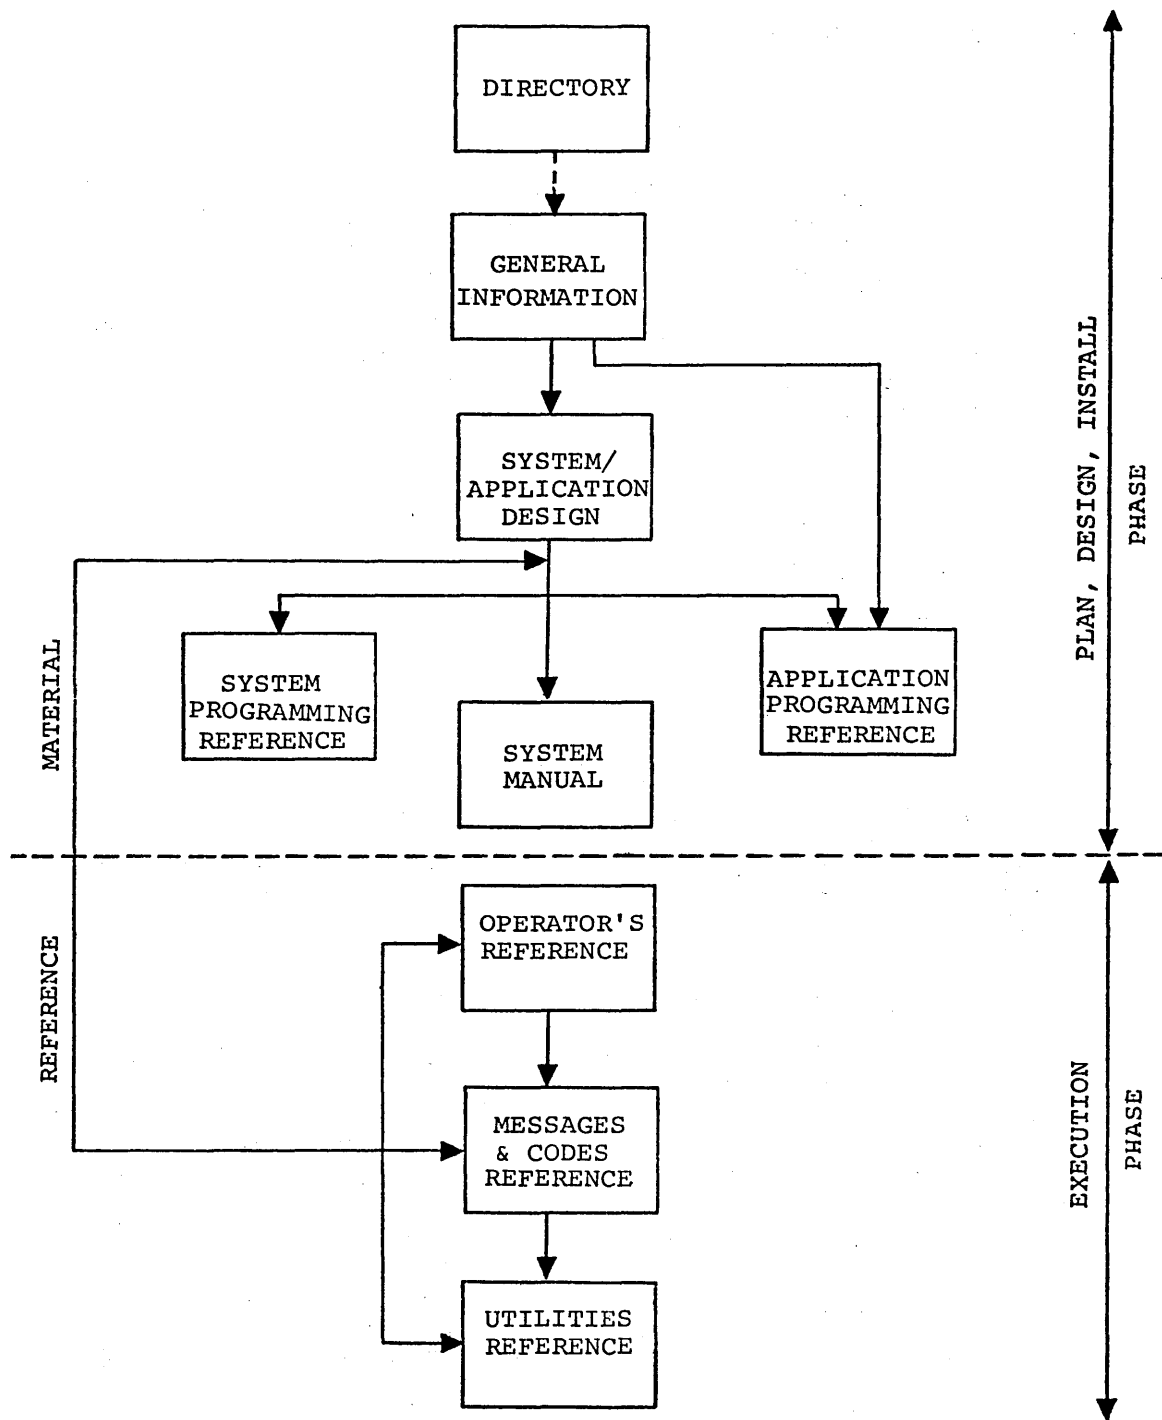 DIRECTORY
GENERAL
INFORMATION
SYSTEM/
APPLICATION
DESIGN
SYSTEM
PROGRAMMING
REFERENCE
SYSTEM
MANUAL
APPLICATION
PROGRAMMING
REFERENCE
MATERIAL
PLAN, DESIGN, INSTALL
PHASE
OPERATOR'S
REFERENCE
MESSAGES
& CODES
REFERENCE
UTILITIES
REFERENCE
REFERENCE
EXECUTION
PHASE